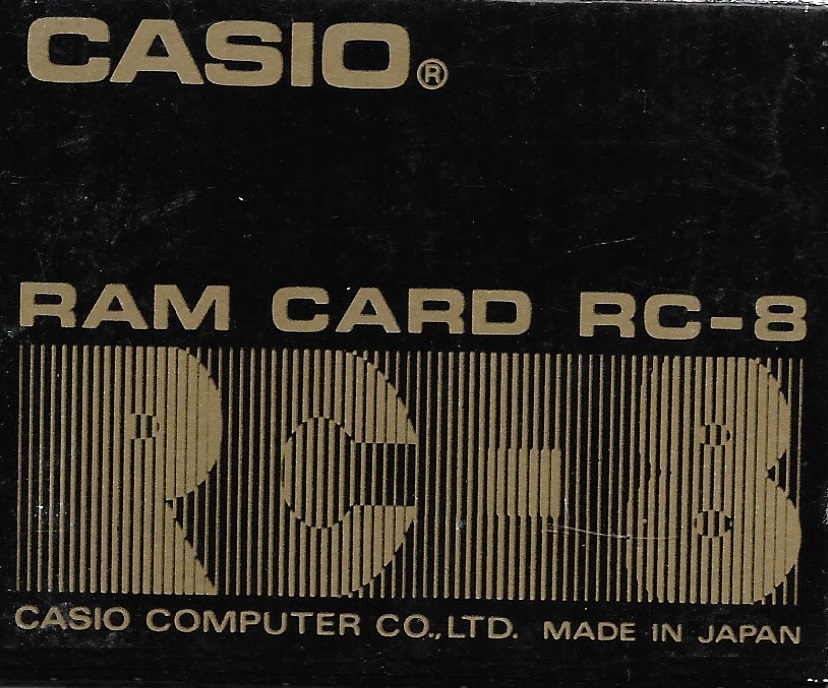 CASIO®
RAM CARD RC-8
RC-8
CASIO COMPUTER CO.,LTD. MADE IN JAPAN